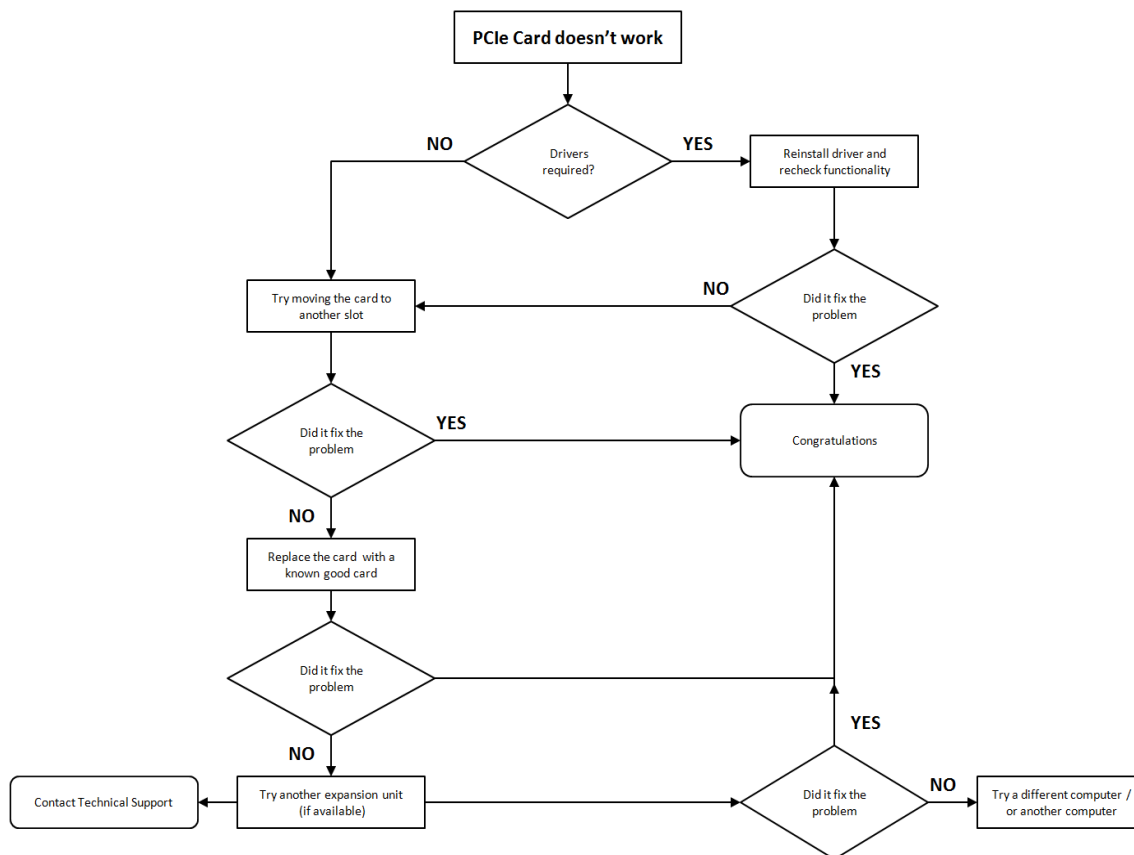 PCIe Card doesn't work
NO
YES
Drivers
required?
Reinstall driver and
recheck functionality
Try moving the card to
another slot
NO
Did it fix the
problem
YES
Did it fix the
problem
YES
Congratulations
NO
Replace the card with a
known good card
Did it fix the
problem
NO
YES
Contact Technical Support
Try another expansion unit
(if available)
Did it fix the
problem
NO
Try a different computer /
or another computer